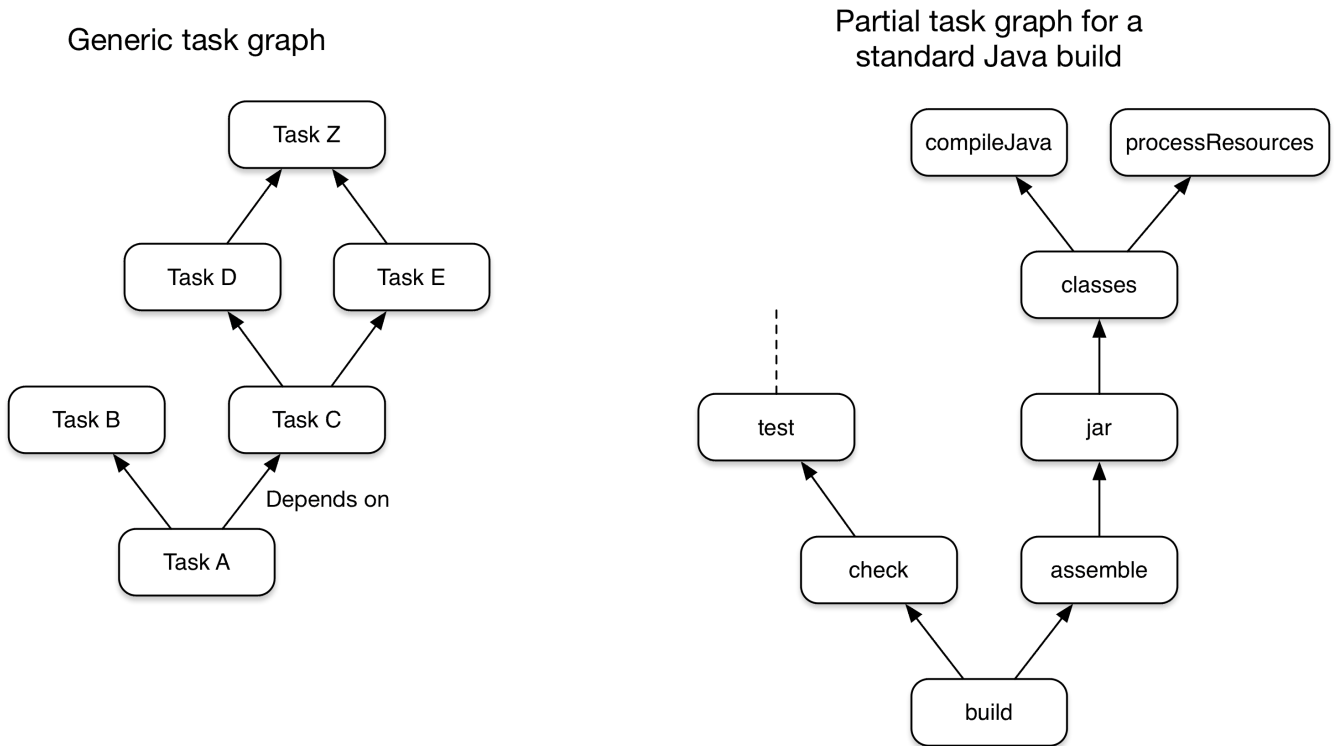 Generic task graph
Task Z
Task D
Task E
Task B
Task C
Depends on
Task A
Partial task graph for a
standard Java build
compileJava
processResources
classes
test
jar
check
assemble
build